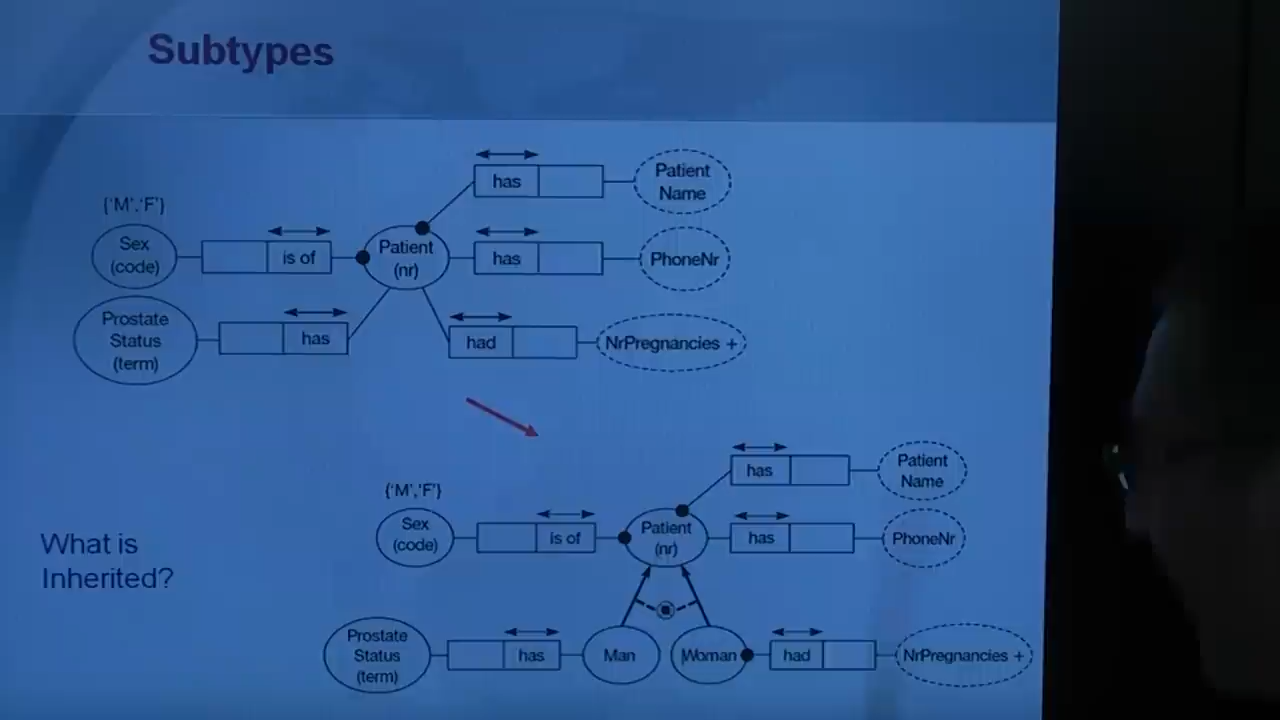 Subtypes
has
Patient
Name
{'M','F'}
Sex
(code)
is of
Patient
(nr)
has
PhoneNr
Prostate
Status
(term)
has
had
NrPregnancies +
has
Patient
Name
{'M','F'}
Sex
(code)
is of
Patient
(nr)
has
PhoneNr
What is
Inherited?
Prostate
Status
(term)
has
Man
Woman
had
NrPregnancies +